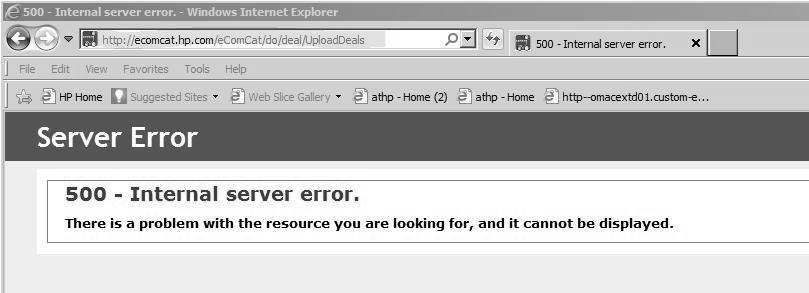 500 - Internal server error. - Windows Internet Explorer
http://ecomcat.hp.com/eComCat/do/deal/UploadDeals
500 - Internal server error.
File Edit View Favorites Tools Help
HP Home Suggested Sites Web Slice Gallery athp - Home (2) athp - Home http--omacextd01.custom-e...
Server Error
500 - Internal server error.
There is a problem with the resource you are looking for, and it cannot be displayed.